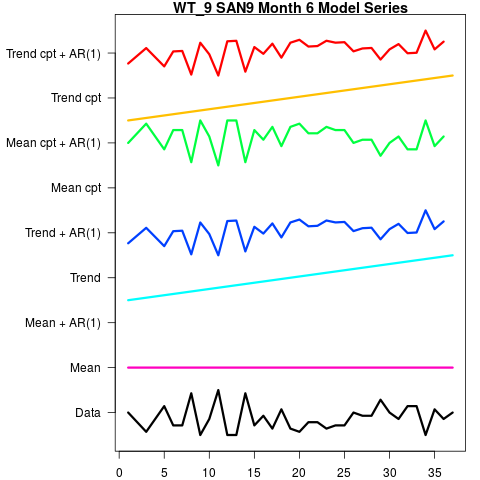 WT_9 SAN9 Month 6 Model Series
Trend cpt + AR(1)
Trend cpt
Mean cpt + AR(1)
Mean cpt
Trend + AR(1)
Trend
Mean + AR(1)
Mean
Data
0 5 10 15 20 25 30 35